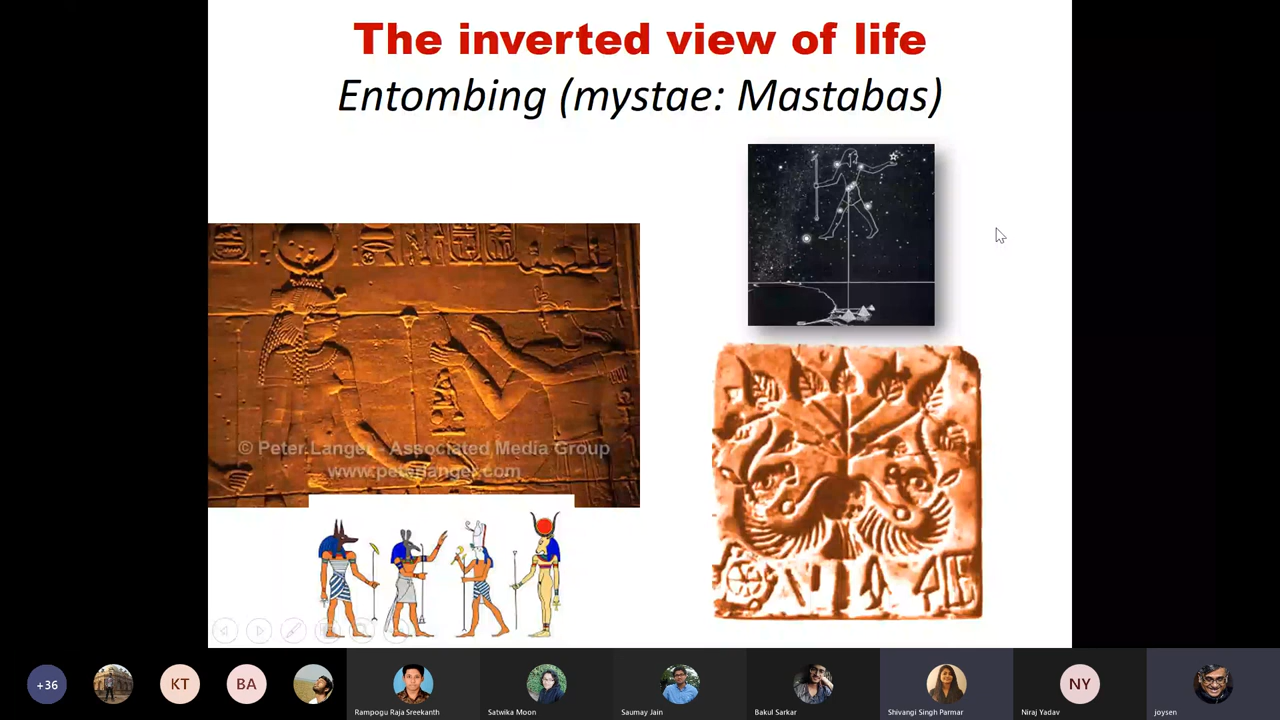 The inverted view of life
Entombing (mystae: Mastabas)
© Peter Langer - Associated Media Group
www.peterlanger.com
+36
KT
BA
NY
Rampogu Raja Sreekanth
Satwika Moon
Saumay Jain
Bakul Sarkar
Shivangi Singh Parmar
Niraj Yadav
joysen